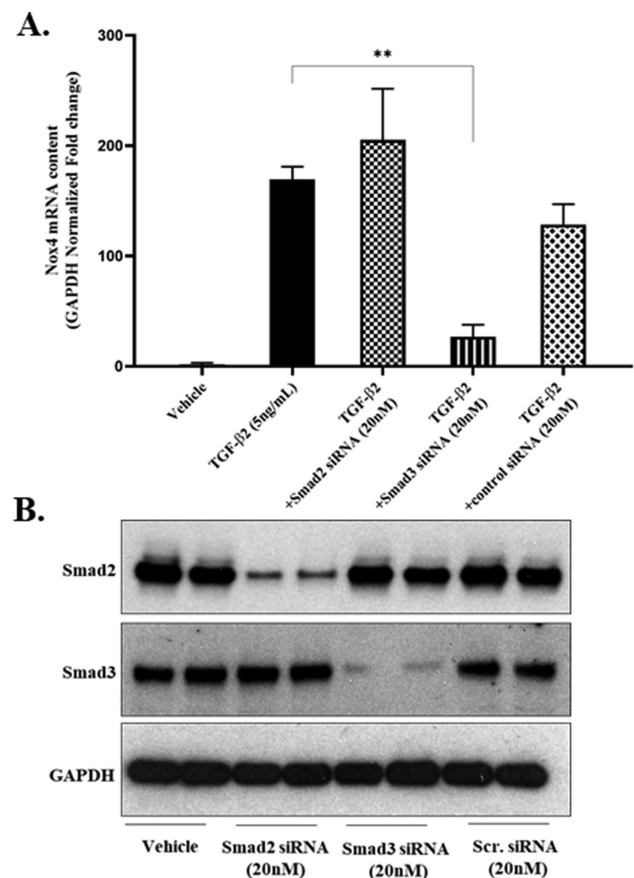 A.
300
200
100
0
Nox4 mRNA content
(GAPDH Normalized Fold change)
**
Vehicle
TGF-β2 (5ng/mL)
TGF-β2
+Smad2 siRNA (20nM)
TGF-β2
+Smad3 siRNA (20nM)
TGF-β2
+control siRNA (20nM)
B.
Smad2
Smad3
GAPDH
Vehicle
Smad2 siRNA
(20nM)
Smad3 siRNA
(20nM)
Scr. siRNA
(20nM)